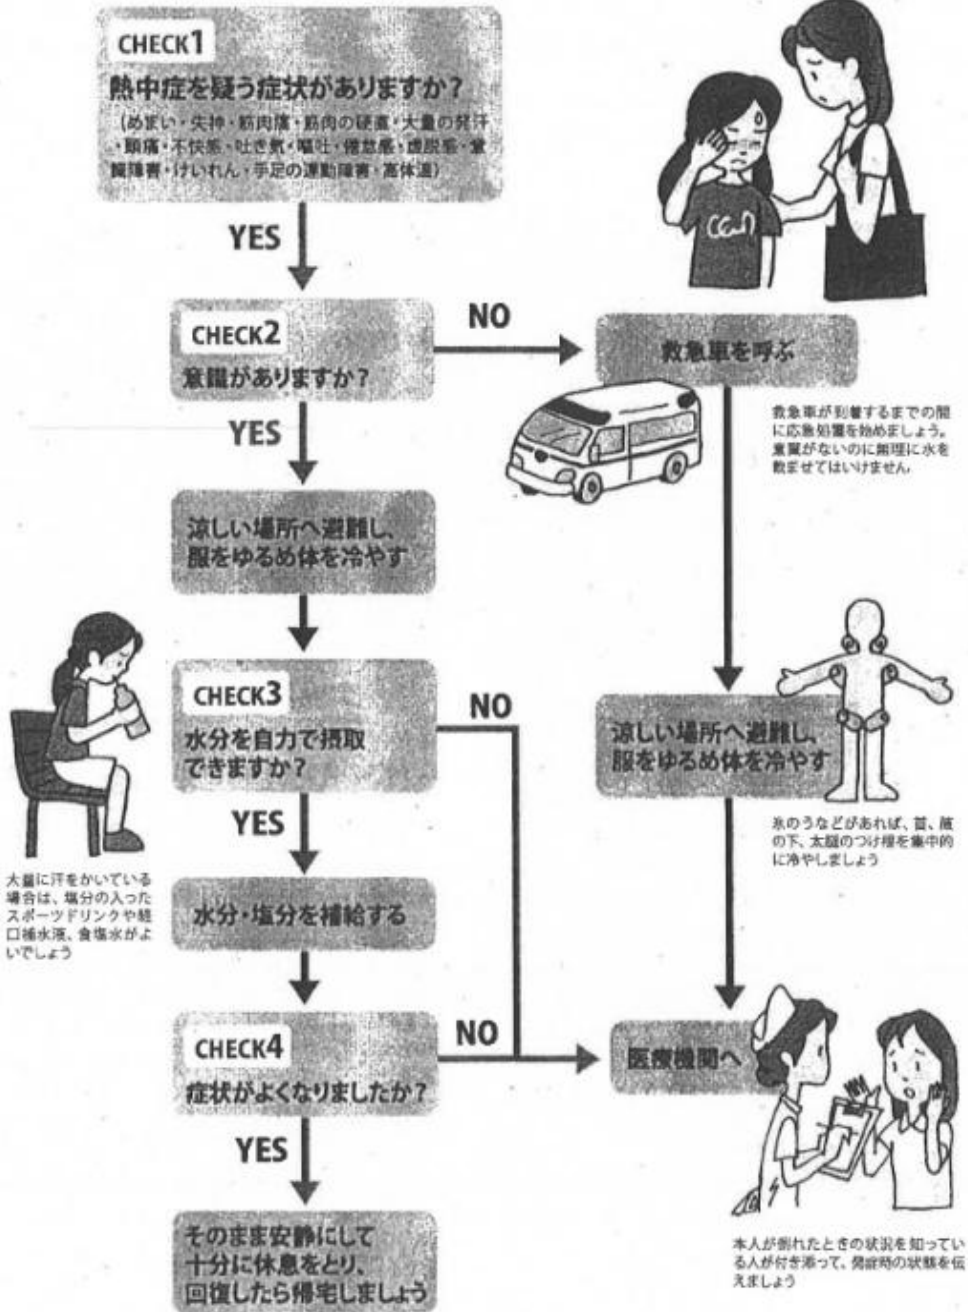 CHECK1
熱中症を疑う症状がありますか？
（めまい・失神・筋肉痛・筋肉の硬直・大量の発汗
・頭痛・不快感・吐き気・嘔吐・倦怠感・虚脱感・意
識障害・けいれん・手足の運動障害・高体温）
YES
CHECK2
意識がありますか？
NO
救急車を呼ぶ
救急車が到着するまでの間
に応急処置を始めましょう。
意識がないのに無理に水を
飲ませてはいけません
YES
涼しい場所へ避難し、
服をゆるめ体を冷やす
CHECK3
水分を自力で摂取
できますか？
NO
涼しい場所へ避難し、
服をゆるめ体を冷やす
氷のうなどがあれば、首、腋
の下、太腿のつけ根を集中的
に冷やしましょう
YES
大量に汗をかいている
場合は、塩分の入った
スポーツドリンクや経
口補水液、食塩水がよ
いでしょう
水分・塩分を補給する
CHECK4
症状がよくなりましたか？
NO
医療機関へ
YES
そのまま安静にして
十分に休息をとり、
回復したら帰宅しましょう
本人が倒れたときの状況を知ってい
る人が付き添って、発症時の状態を伝
えましょう